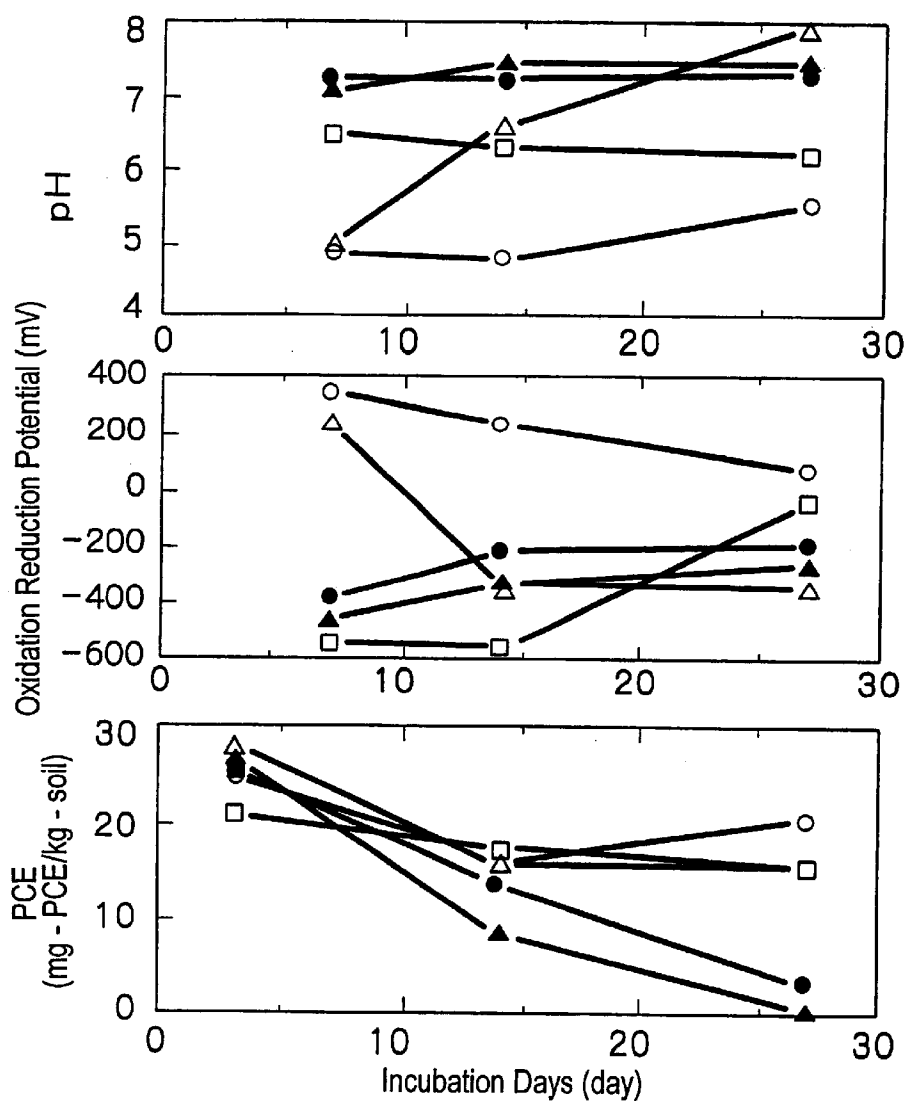 8
7
6
5
4
pH
0 10 20 30
400
200
0
−200
−400
−600
Oxidation Reduction Potential (mV)
0 10 20 30
30
20
10
0
PCE
(mg - PCE/kg - soil)
0 10 20 30
Incubation Days (day)